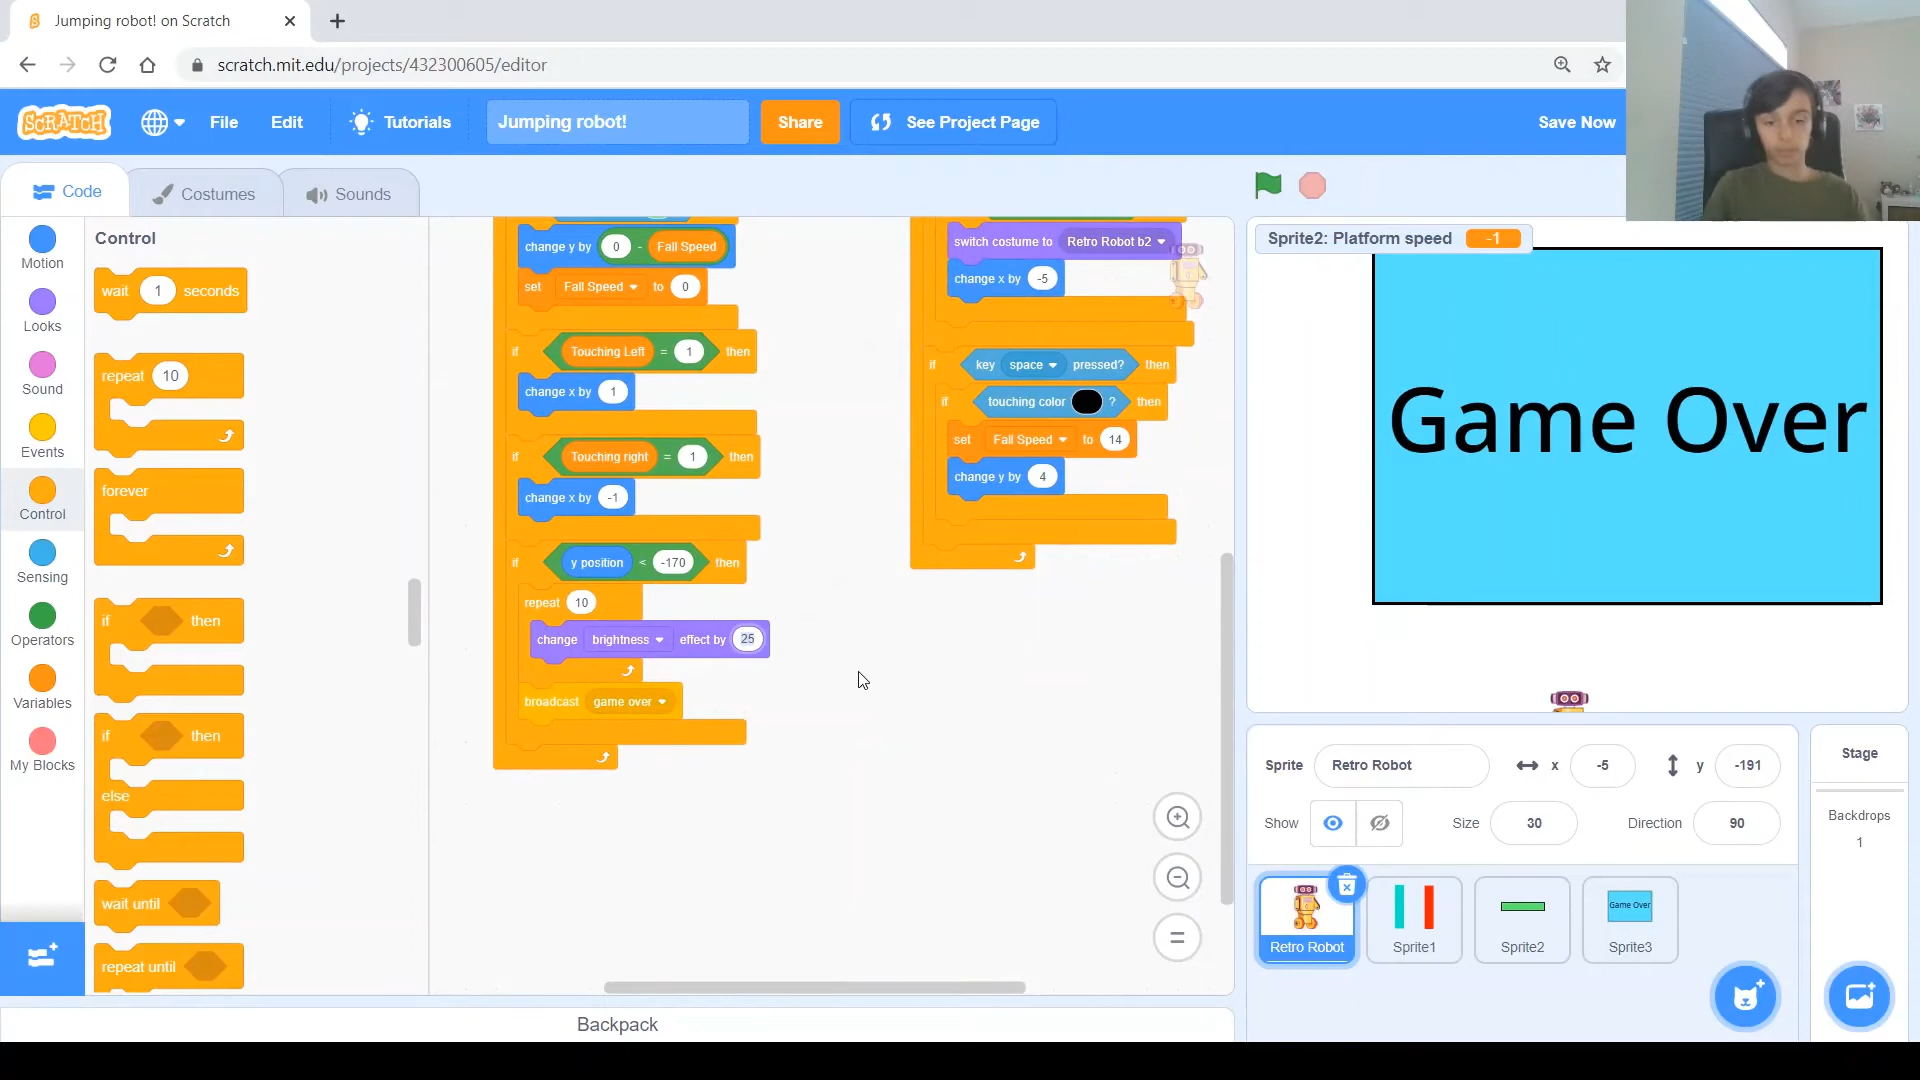 Jumping robot! on Scratch
scratch.mit.edu/projects/432300605/editor
SCRATCH
File
Edit
Tutorials
Jumping robot!
Share
See Project Page
Save Now
Code
Costumes
Sounds
Motion
Looks
Sound
Events
Control
Sensing
Operators
Variables
My Blocks
Control
wait 1 seconds
repeat 10
forever
if then
if then
else
wait until
repeat until
change y by 0 - Fall Speed
set Fall Speed to 0
if Touching Left = 1 then
change x by 1
if Touching right = 1 then
change x by -1
if y position < -170 then
repeat 10
change brightness effect by 25
broadcast game over
switch costume to Retro Robot b2
change x by -5
if key space pressed? then
if touching color ? then
set Fall Speed to 14
change y by 4
Sprite2: Platform speed -1
Game Over
Sprite Retro Robot x -5 y -191
Show Size 30 Direction 90
Retro Robot
Sprite1
Sprite2
Game Over
Sprite3
Stage
Backdrops
1
Backpack